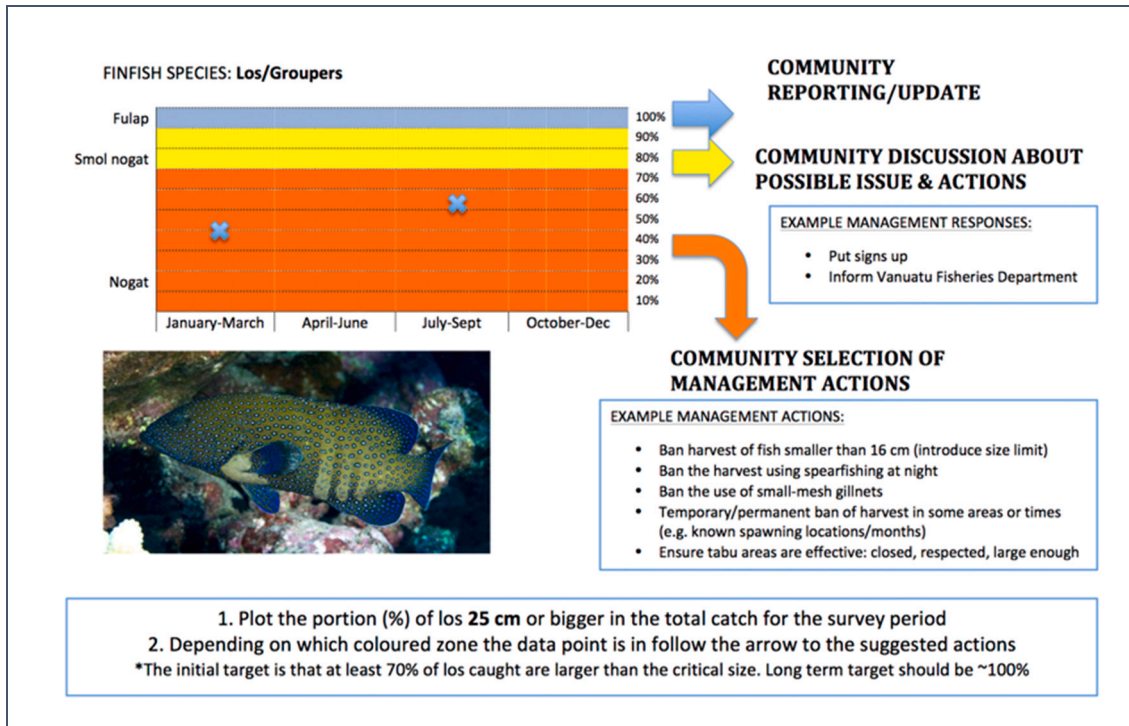 FINFISH SPECIES: Los/Groupers
Fulap
Smol nogat
Nogat
100%
90%
80%
70%
60%
50%
40%
30%
20%
10%
January-March
April-June
July-Sept
October-Dec
COMMUNITY
REPORTING/UPDATE
COMMUNITY DISCUSSION ABOUT
POSSIBLE ISSUE & ACTIONS
EXAMPLE MANAGEMENT RESPONSES:
• Put signs up
• Inform Vanuatu Fisheries Department
COMMUNITY SELECTION OF
MANAGEMENT ACTIONS
EXAMPLE MANAGEMENT ACTIONS:
• Ban harvest of fish smaller than 16 cm (introduce size limit)
• Ban the harvest using spearfishing at night
• Ban the use of small-mesh gillnets
• Temporary/permanent ban of harvest in some areas or times
(e.g. known spawning locations/months)
• Ensure tabu areas are effective: closed, respected, large enough
1. Plot the portion (%) of los 25 cm or bigger in the total catch for the survey period
2. Depending on which coloured zone the data point is in follow the arrow to the suggested actions
*The initial target is that at least 70% of los caught are larger than the critical size. Long term target should be ~100%